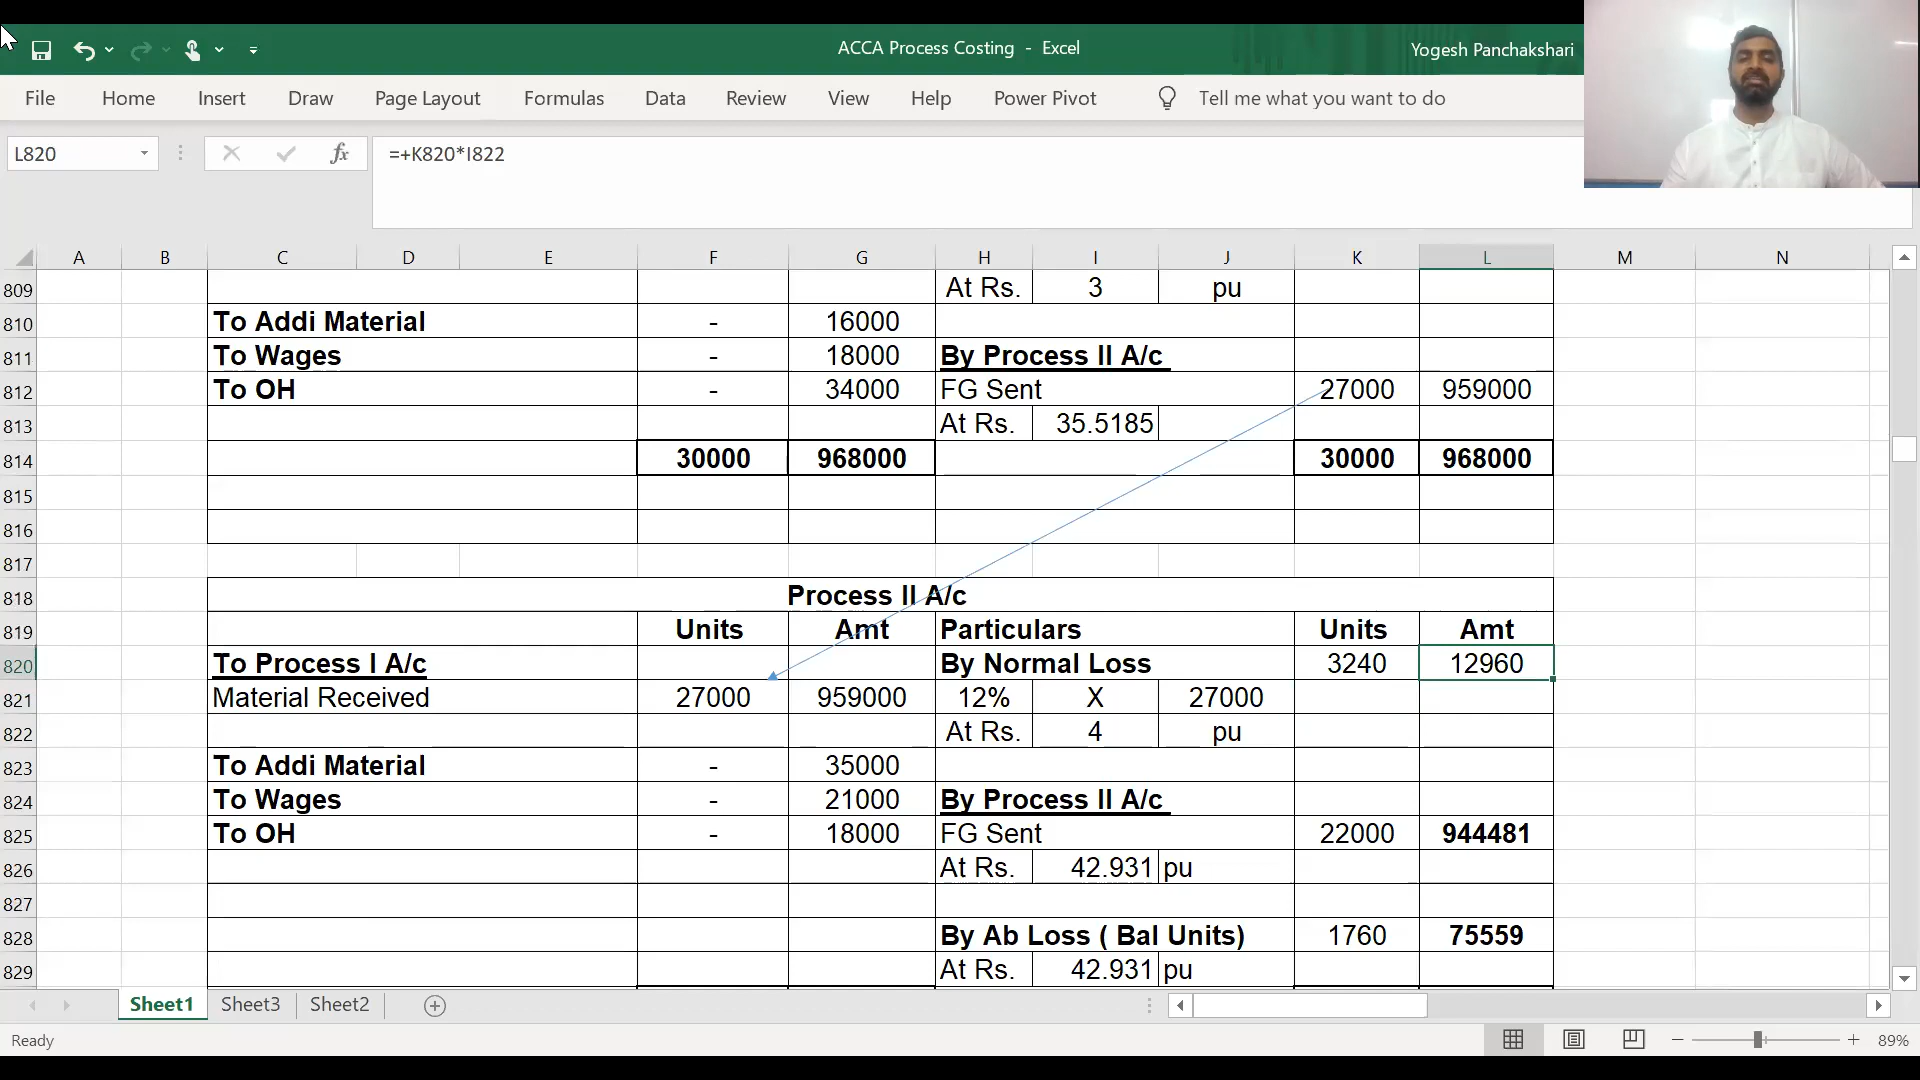 ACCA Process Costing - Excel
Yogesh Panchakshari
File Home Insert Draw Page Layout Formulas Data Review View Help Power Pivot Tell me what you want to do
L820 fx =+K820*I822
A B C D E F G H I J K L M N
809 At Rs. 3 pu
810 To Addi Material - 16000
811 To Wages - 18000 By Process II A/c
812 To OH - 34000 FG Sent 27000 959000
813 At Rs. 35.5185
814 30000 968000 30000 968000
815
816
817
818 Process II A/c
819 Units Amt Particulars Units Amt
820 To Process I A/c By Normal Loss 3240 12960
821 Material Received 27000 959000 12% X 27000
822 At Rs. 4 pu
823 To Addi Material - 35000
824 To Wages - 21000 By Process II A/c
825 To OH - 18000 FG Sent 22000 944481
826 At Rs. 42.931 pu
827
828 By Ab Loss ( Bal Units) 1760 75559
829 At Rs. 42.931 pu
Sheet1 Sheet3 Sheet2
Ready 89%